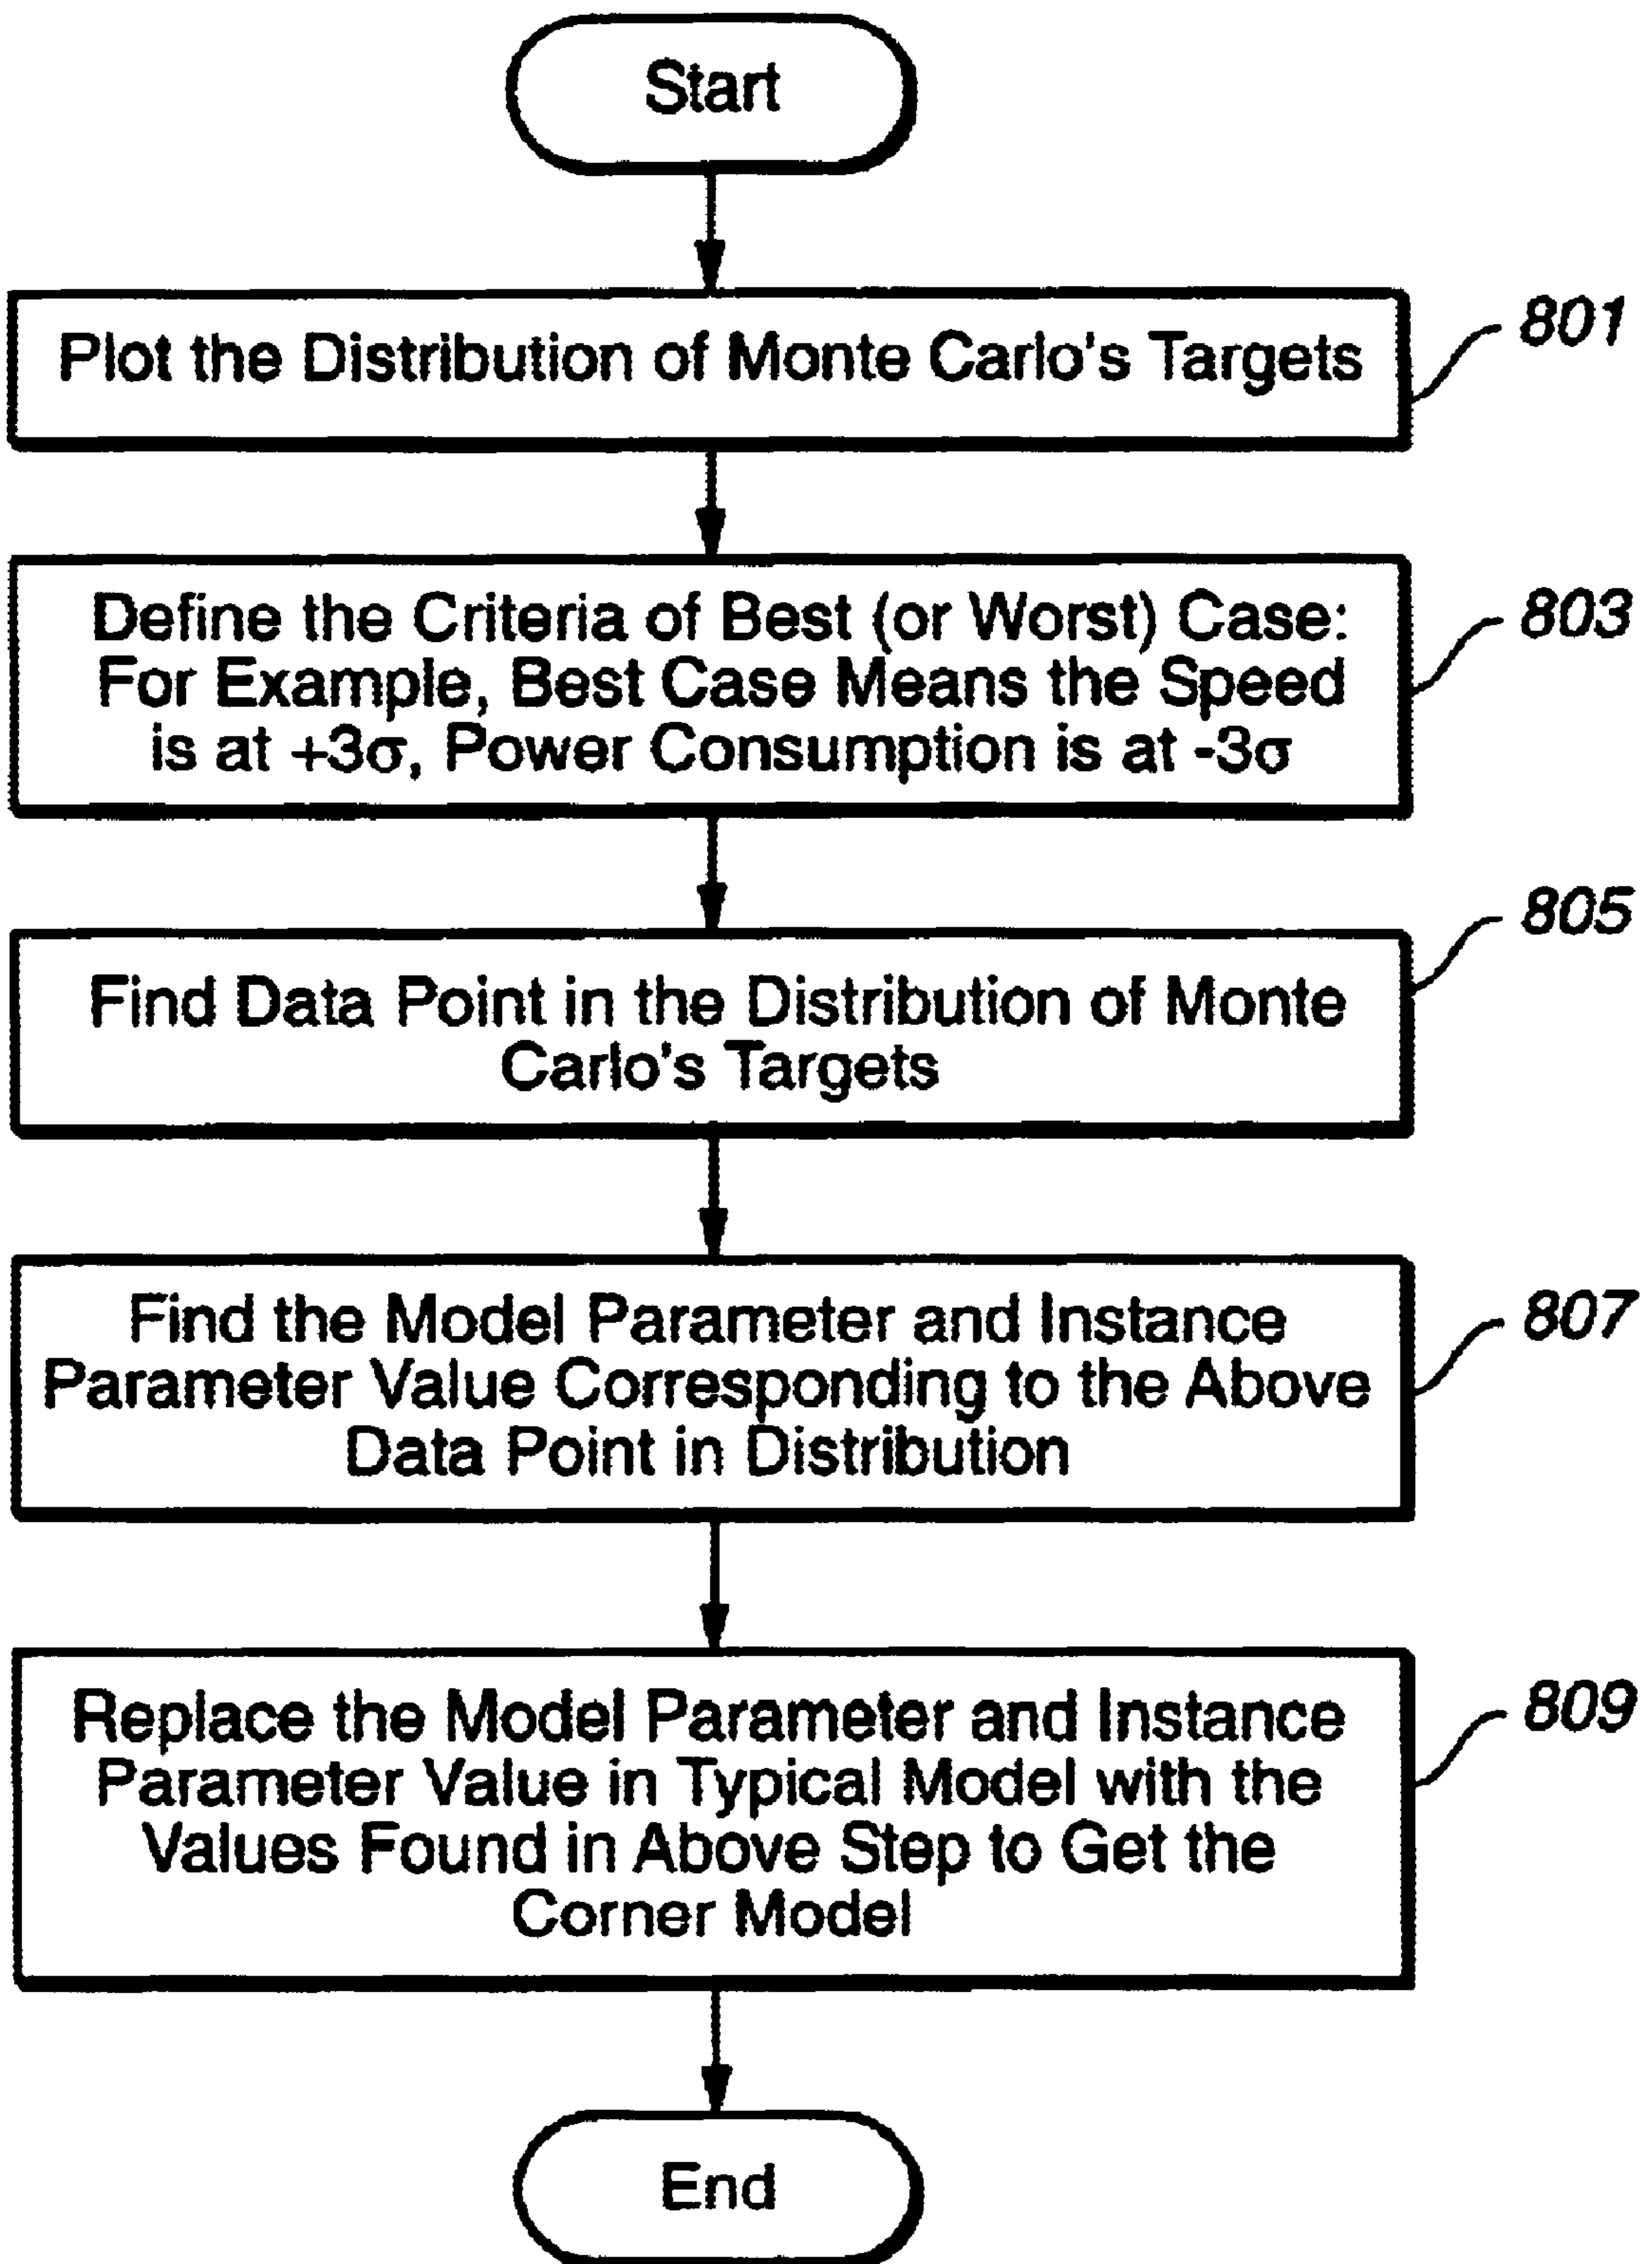 Start
Plot the Distribution of Monte Carlo's Targets
801
Define the Criteria of Best (or Worst) Case:
For Example, Best Case Means the Speed
is at +3σ, Power Consumption is at -3σ
803
Find Data Point in the Distribution of Monte
Carlo's Targets
805
Find the Model Parameter and Instance
Parameter Value Corresponding to the Above
Data Point in Distribution
807
Replace the Model Parameter and Instance
Parameter Value in Typical Model with the
Values Found in Above Step to Get the
Corner Model
809
End